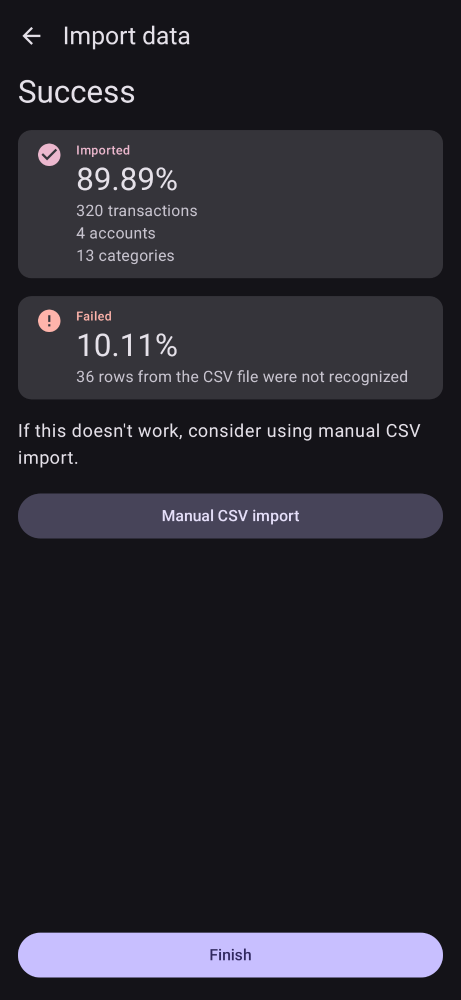 Import data
Success
Imported
89.89%
320 transactions
4 accounts
13 categories
Failed
10.11%
36 rows from the CSV file were not recognized
If this doesn't work, consider using manual CSV
import.
Manual CSV import
Finish